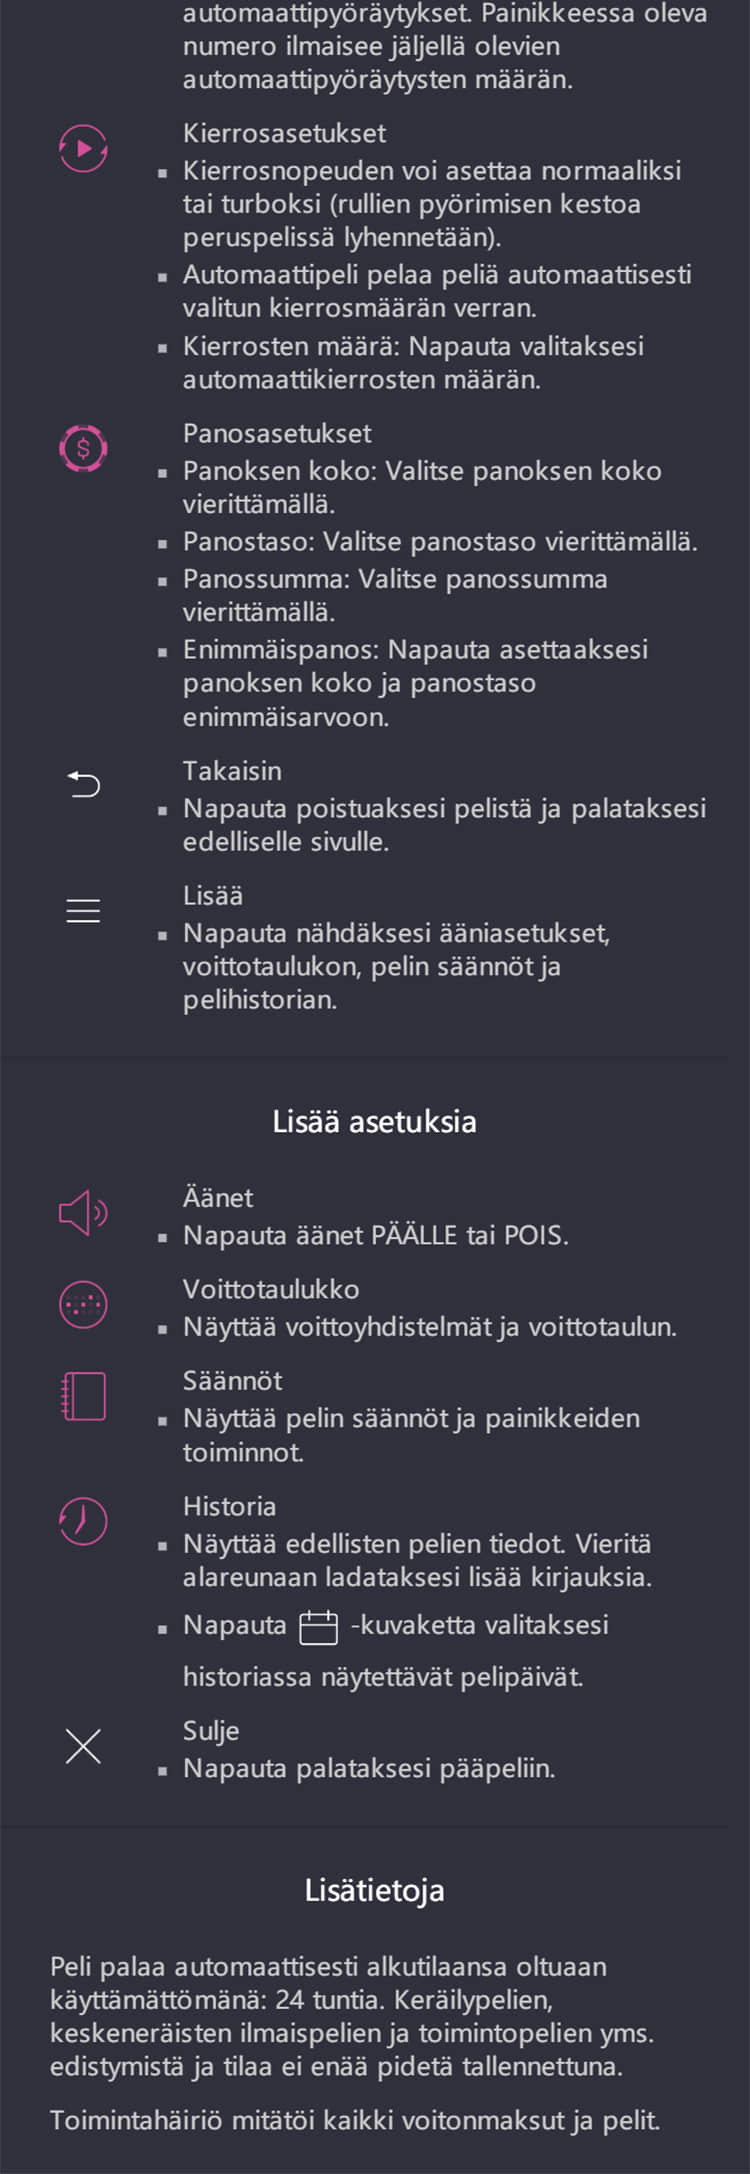 automaattipyöräytykset. Painikkeessa oleva
numero ilmaisee jäljellä olevien
automaattipyöräytysten määrän.
Kierrosasetukset
▪ Kierrosnopeuden voi asettaa normaaliksi
tai turboksi (rullien pyörimisen kestoa
peruspelissä lyhennetään).
▪ Automaattipeli pelaa peliä automaattisesti
valitun kierrosmäärän verran.
▪ Kierrosten määrä: Napauta valitaksesi
automaattikierrosten määrän.
Panosasetukset
▪ Panoksen koko: Valitse panoksen koko
vierittämällä.
▪ Panostaso: Valitse panostaso vierittämällä.
▪ Panossumma: Valitse panossumma
vierittämällä.
▪ Enimmäispanos: Napauta asettaaksesi
panoksen koko ja panostaso
enimmäisarvoon.
Takaisin
▪ Napauta poistuaksesi pelistä ja palataksesi
edelliselle sivulle.
Lisää
▪ Napauta nähdäksesi ääniasetukset,
voittotaulukon, pelin säännöt ja
pelihistorian.
Lisää asetuksia
Äänet
▪ Napauta äänet PÄÄLLE tai POIS.
Voittotaulukko
▪ Näyttää voittoyhdistelmät ja voittotaulun.
Säännöt
▪ Näyttää pelin säännöt ja painikkeiden
toiminnot.
Historia
▪ Näyttää edellisten pelien tiedot. Vieritä
alareunaan ladataksesi lisää kirjauksia.
▪ Napauta -kuvaketta valitaksesi
historiassa näytettävät pelipäivät.
Sulje
▪ Napauta palataksesi pääpeliin.
Lisätietoja
Peli palaa automaattisesti alkutilaansa oltuaan
käyttämättömänä: 24 tuntia. Keräilypelien,
keskeneräisten ilmaispelien ja toimintopelien yms.
edistymistä ja tilaa ei enää pidetä tallennettuna.
Toimintahäiriö mitätöi kaikki voitonmaksut ja pelit.